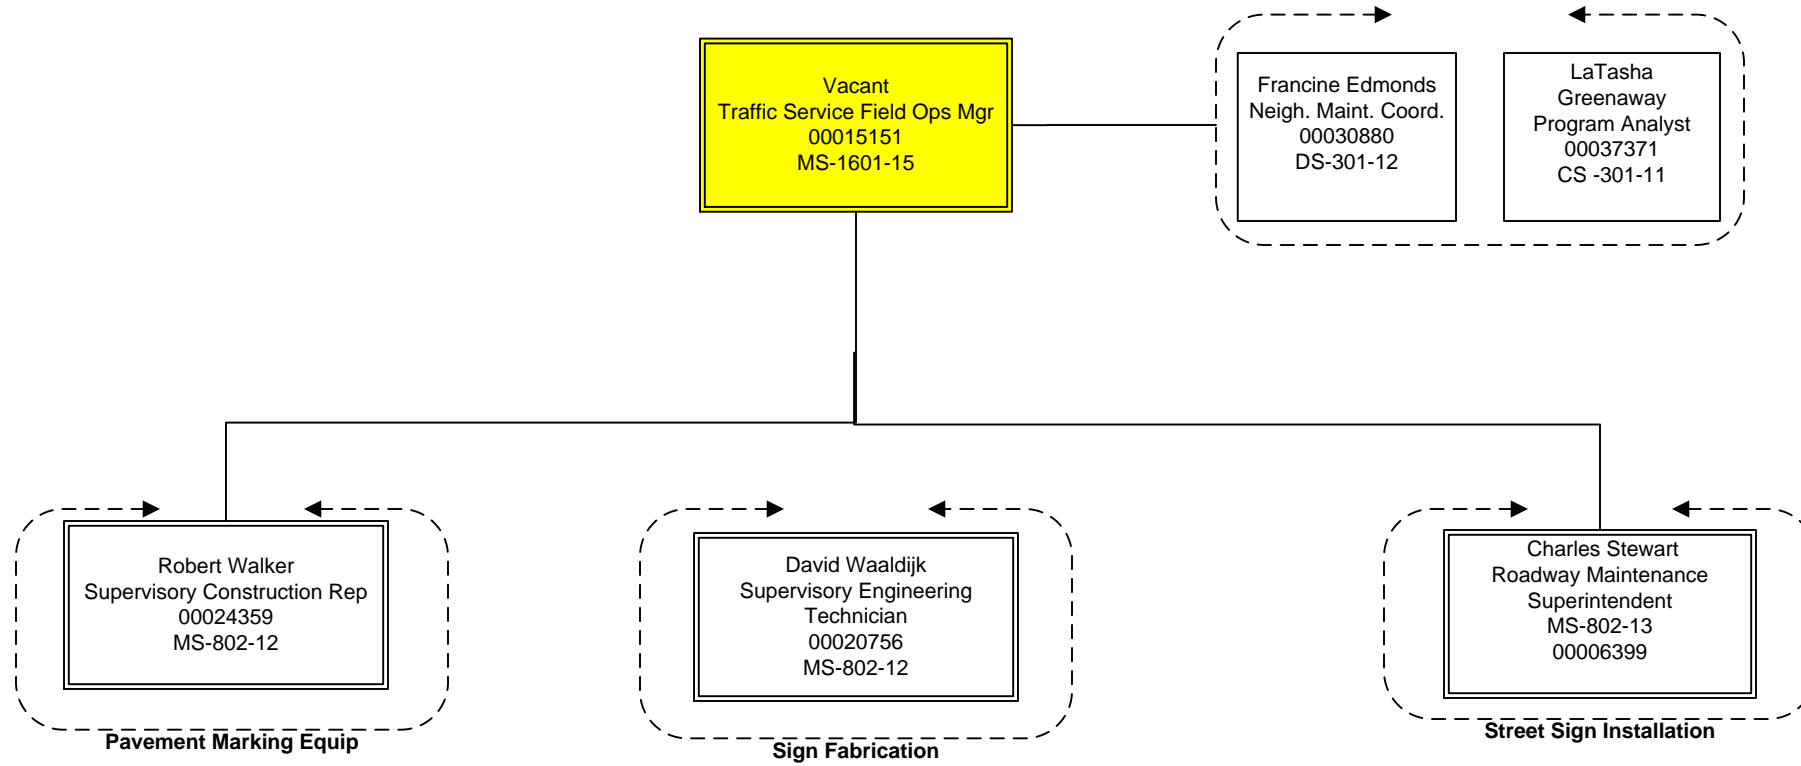 Vacant
Traffic Service Field Ops Mgr
00015151
MS-1601-15
Francine Edmonds
Neigh. Maint. Coord.
00030880
DS-301-12
LaTasha
Greenaway
Program Analyst
00037371
CS -301-11
Robert Walker
Supervisory Construction Rep
00024359
MS-802-12
Pavement Marking Equip
David Waaldijk
Supervisory Engineering
Technician
00020756
MS-802-12
Sign Fabrication
Charles Stewart
Roadway Maintenance
Superintendent
MS-802-13
00006399
Street Sign Installation